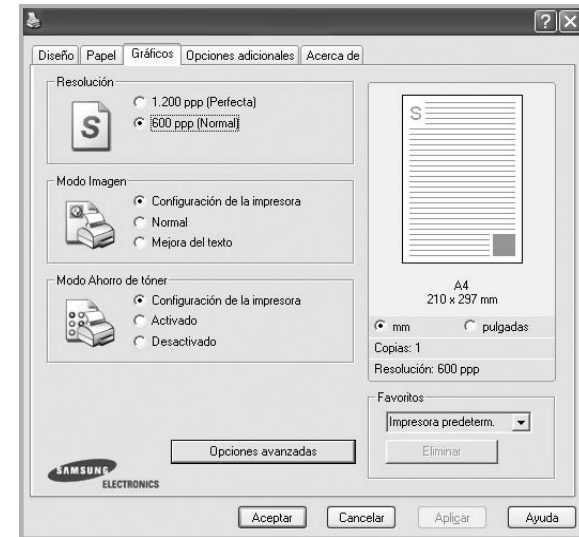 Diseño Papel Gráficos Opciones adicionales Acerca de
Resolución
1.200 ppp (Perfecta)
600 ppp (Normal)
S
Modo Imagen
Configuración de la impresora
Normal
Mejora del texto
Modo Ahorro de tóner
Configuración de la impresora
Activado
Desactivado
Opciones avanzadas
SAMSUNG
ELECTRONICS
S
A4
210 x 297 mm
mm pulgadas
Copias: 1
Resolución: 600 ppp
Favoritos
Impresora predeterm.
Eliminar
Aceptar Cancelar Aplicar Ayuda